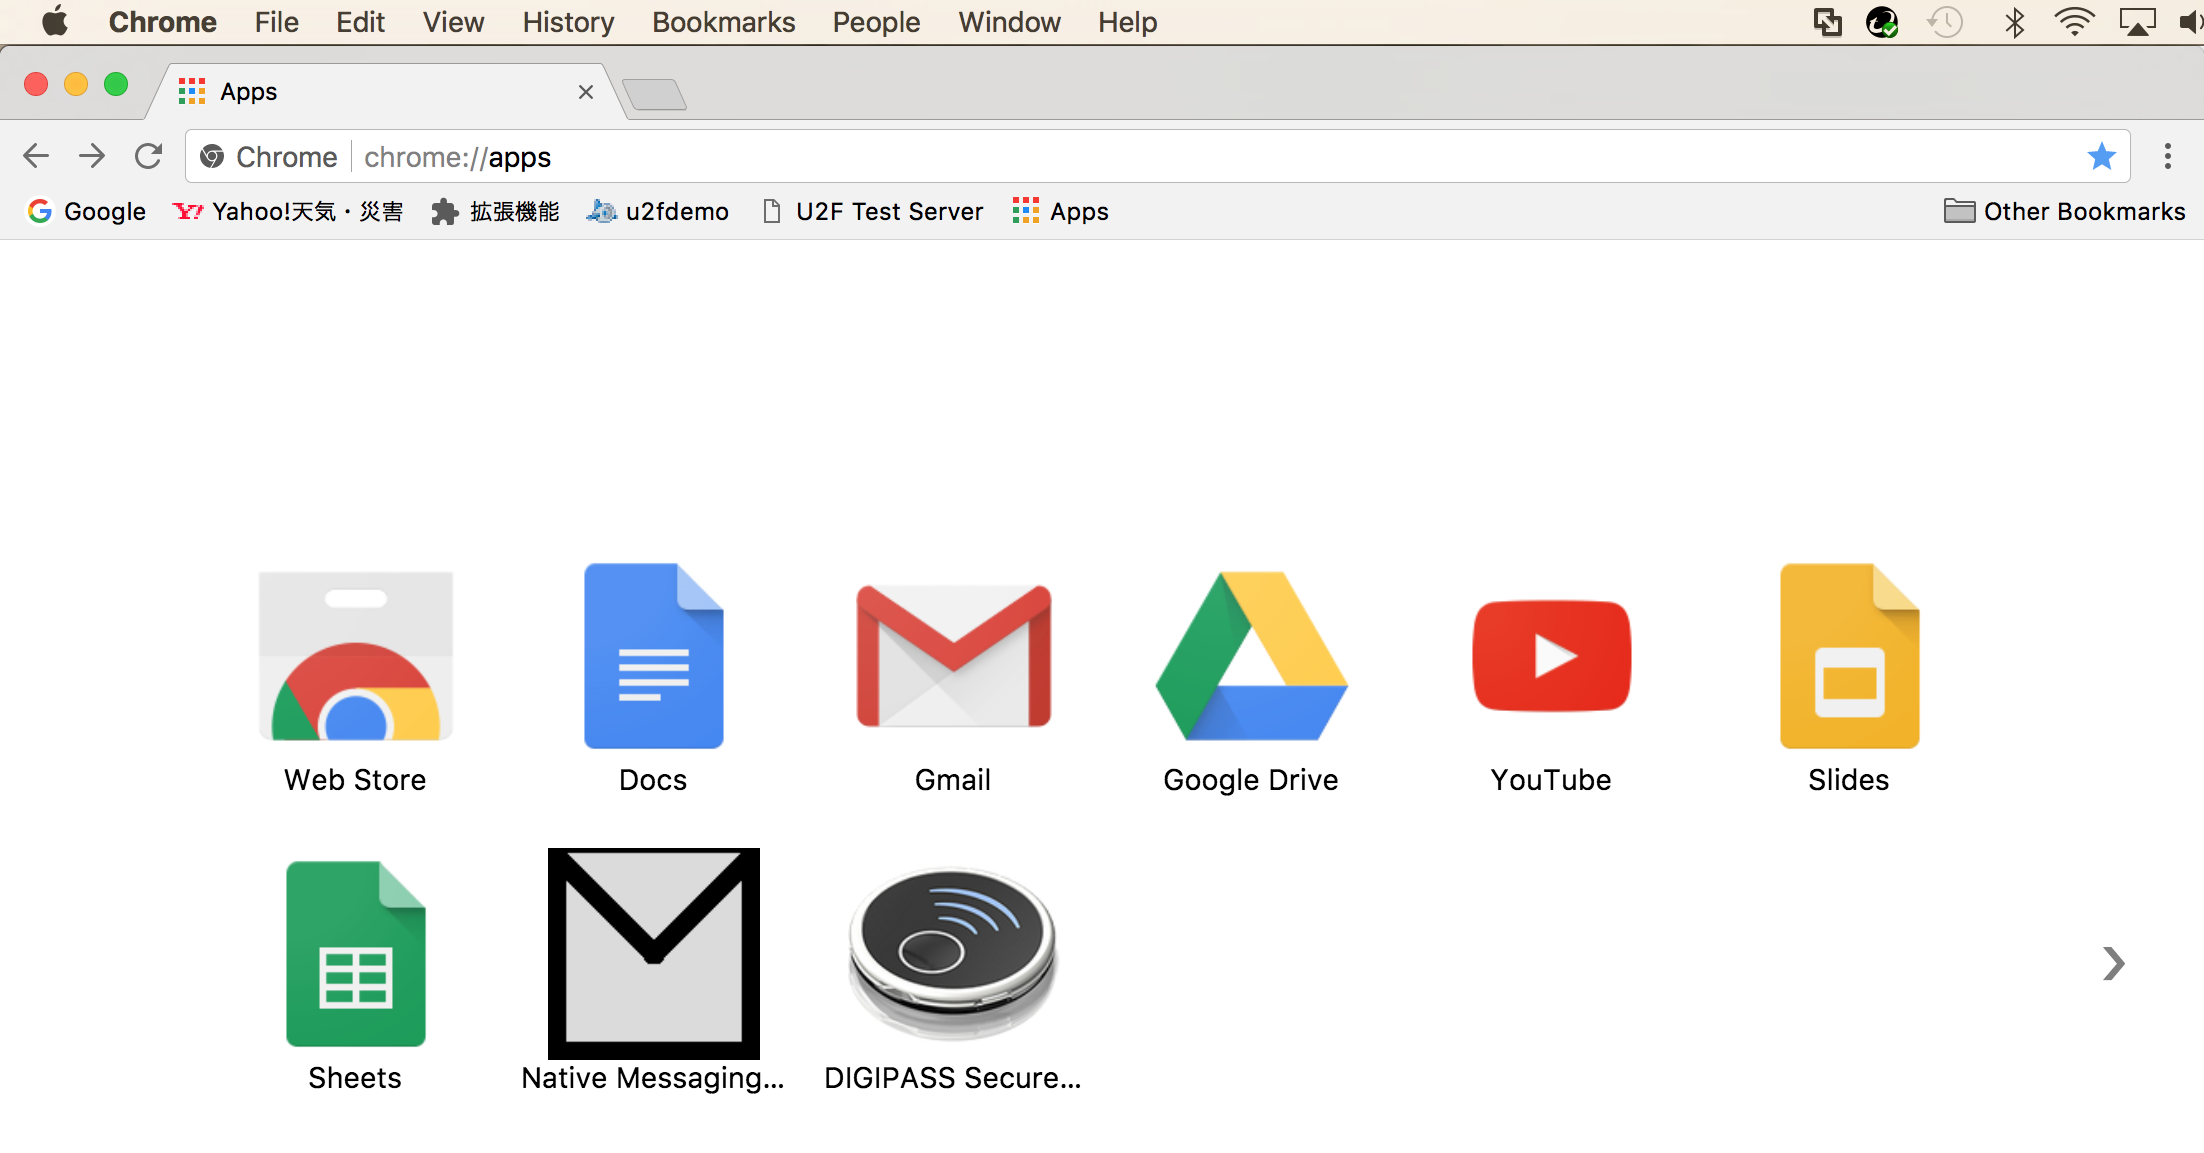 Chrome File Edit View History Bookmarks People Window Help
Apps
Chrome chrome://apps
Google Yahoo!天気・災害 拡張機能 u2fdemo U2F Test Server Apps Other Bookmarks
Web Store Docs Gmail Google Drive YouTube Slides
Sheets Native Messaging... DIGIPASS Secure...